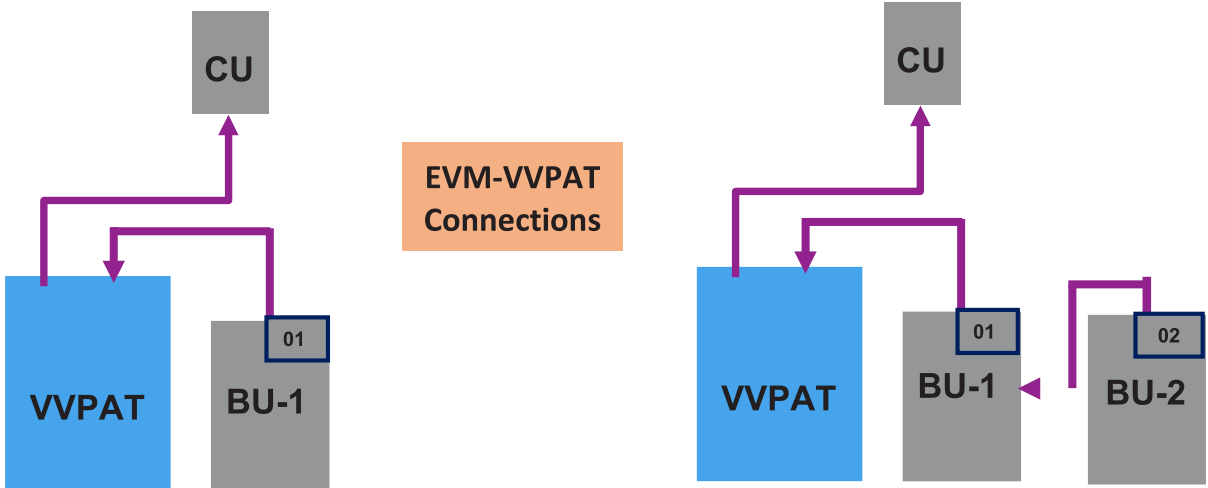 CU
01
VVPAT
BU-1
EVM-VVPAT
Connections
CU
01
02
VVPAT
BU-1
BU-2